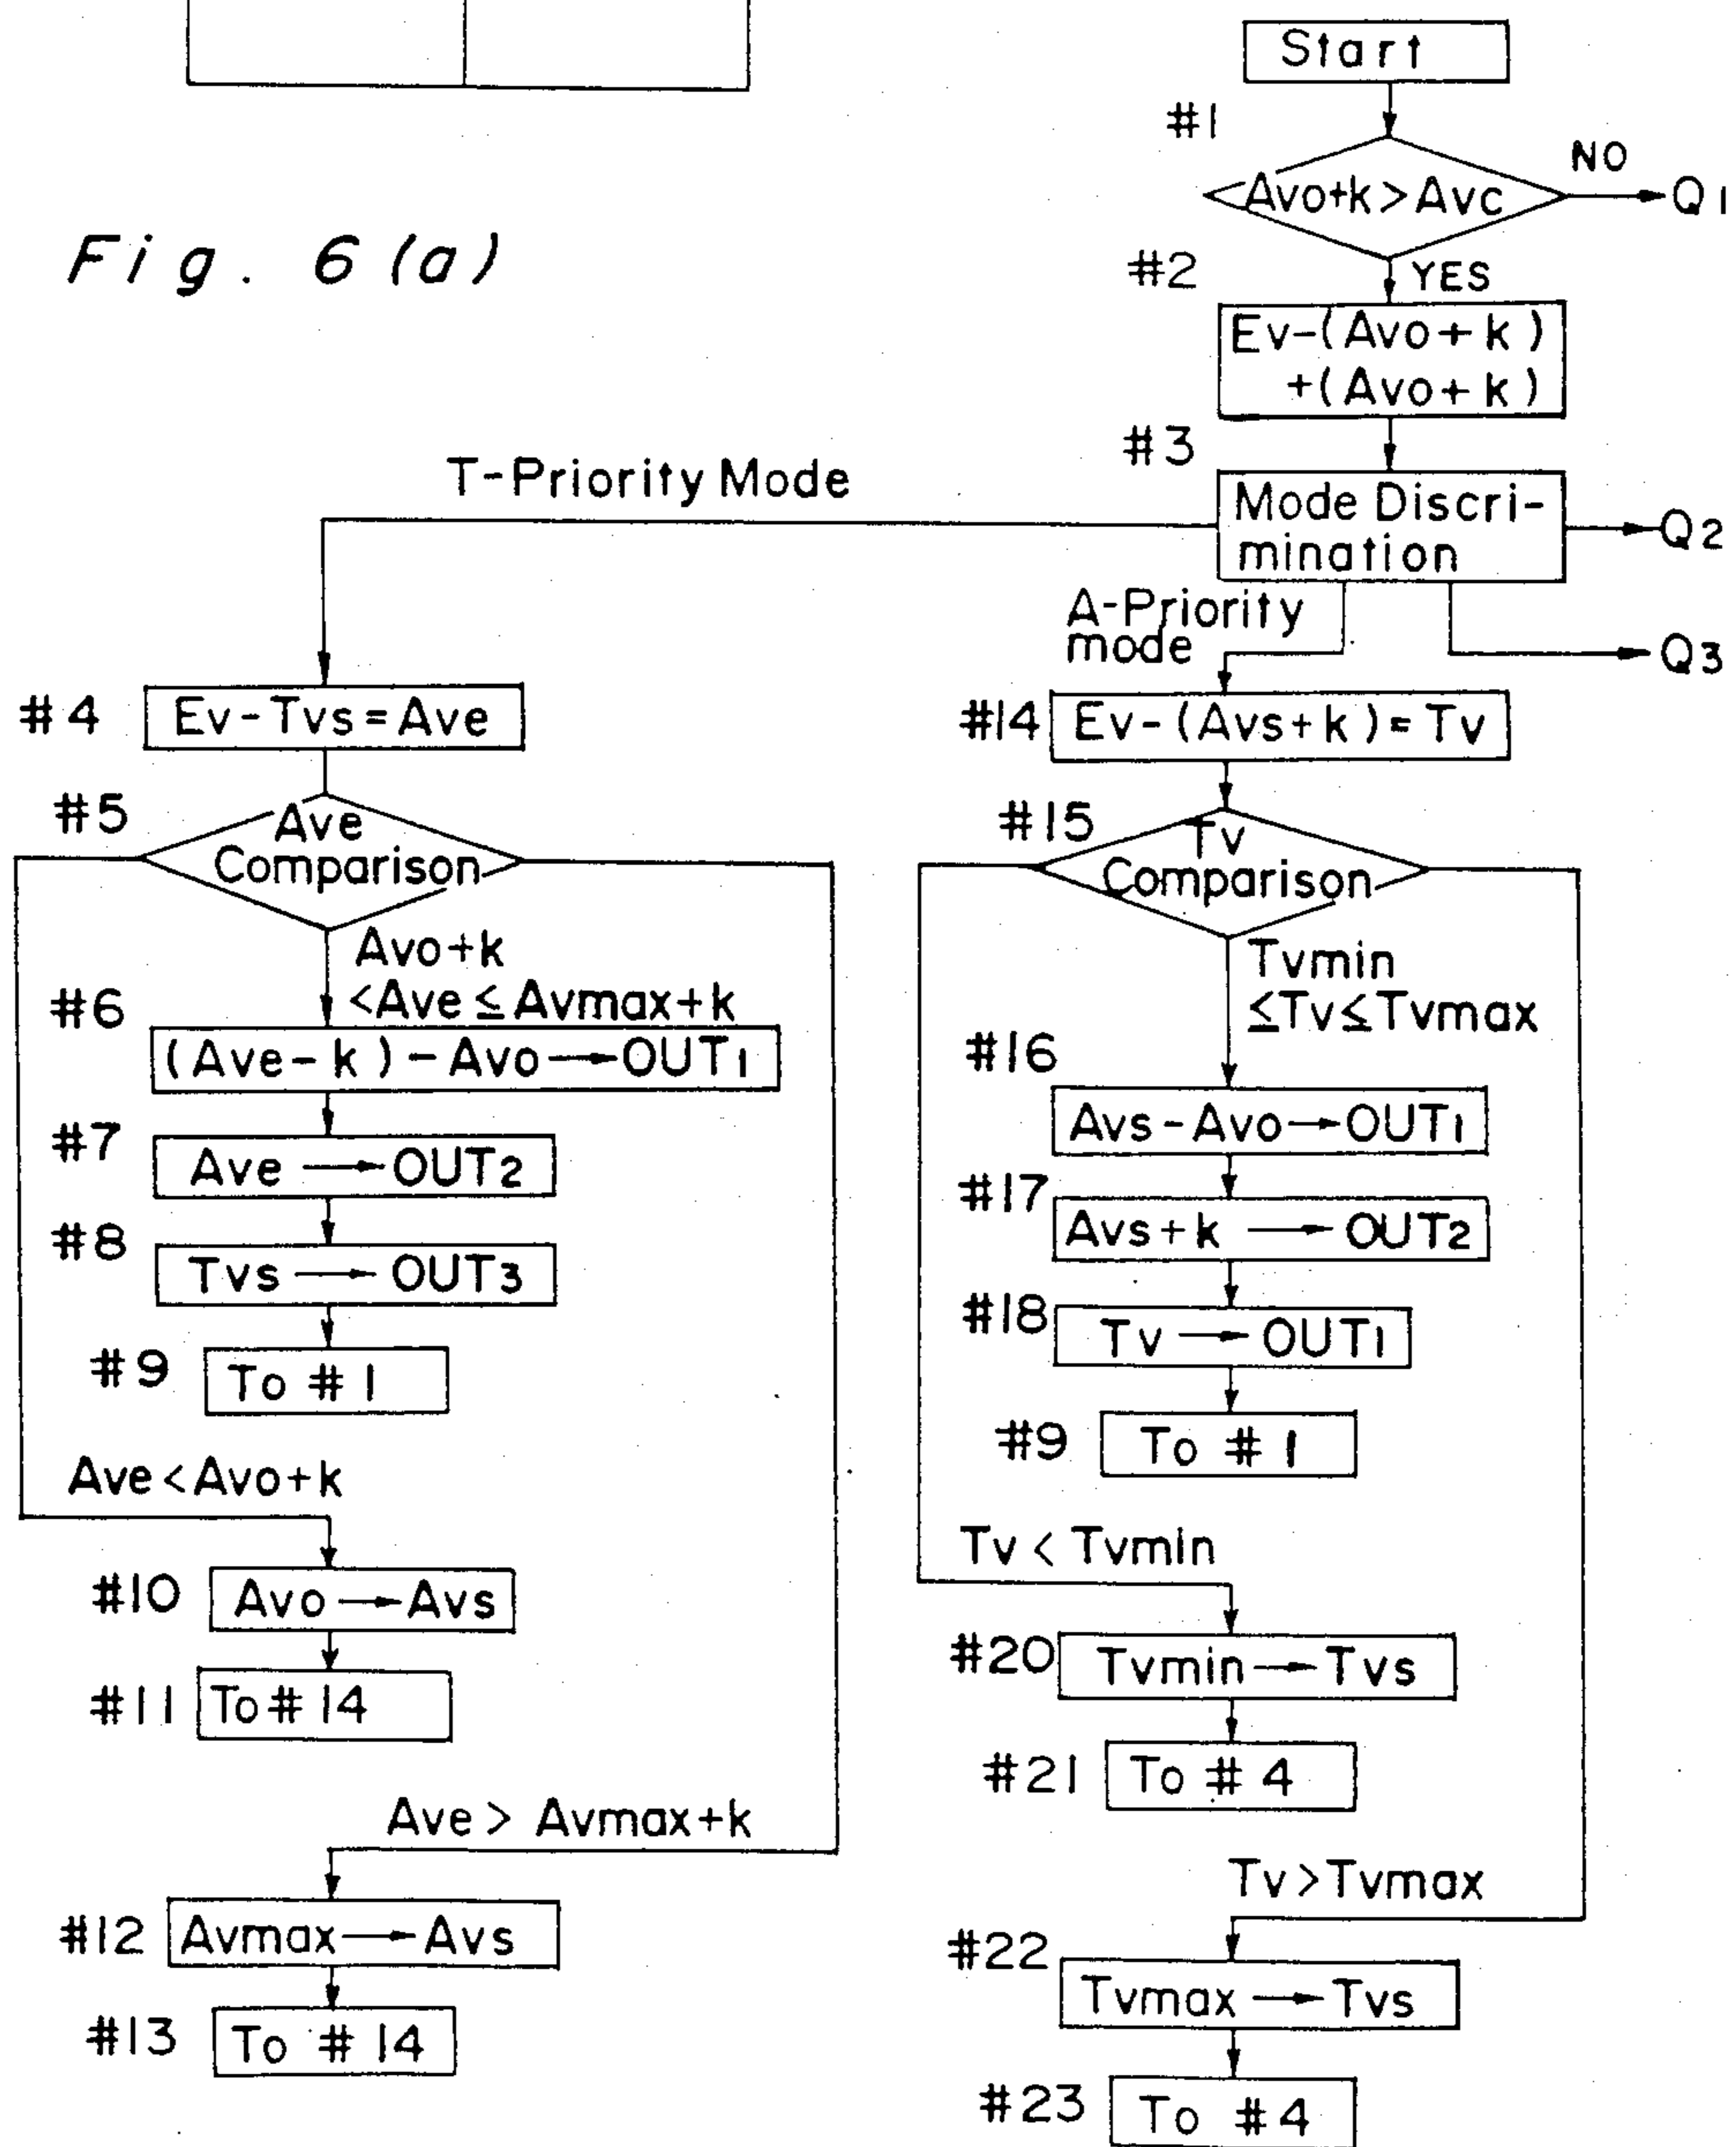 Fig. 6 (a)
Start
#1
Avo+k>Avc
NO
Q1
#2
YES
Ev-(Avo+k)
+(Avo+k)
#3
Mode Discri-
mination
Q2
Q3
T-Priority Mode
A-Priority
mode
#4
Ev-Tvs=Ave
#5
Ave
Comparison
Avo+k
<Ave≤Avmax+k
#6
(Ave-k)-Avo→OUT1
#7
Ave→OUT2
#8
Tvs→OUT3
#9
To #1
Ave<Avo+k
#10
Avo→Avs
#11
To #14
Ave > Avmax+k
#12
Avmax→Avs
#13
To #14
#14
Ev-(Avs+k)=Tv
#15
Tv
Comparison
Tvmin
≤Tv≤Tvmax
#16
Avs-Avo→OUT1
#17
Avs+k→OUT2
#18
Tv→OUT1
#9
To #1
Tv < Tvmin
#20
Tvmin→Tvs
#21
To #4
Tv>Tvmax
#22
Tvmax→Tvs
#23
To #4